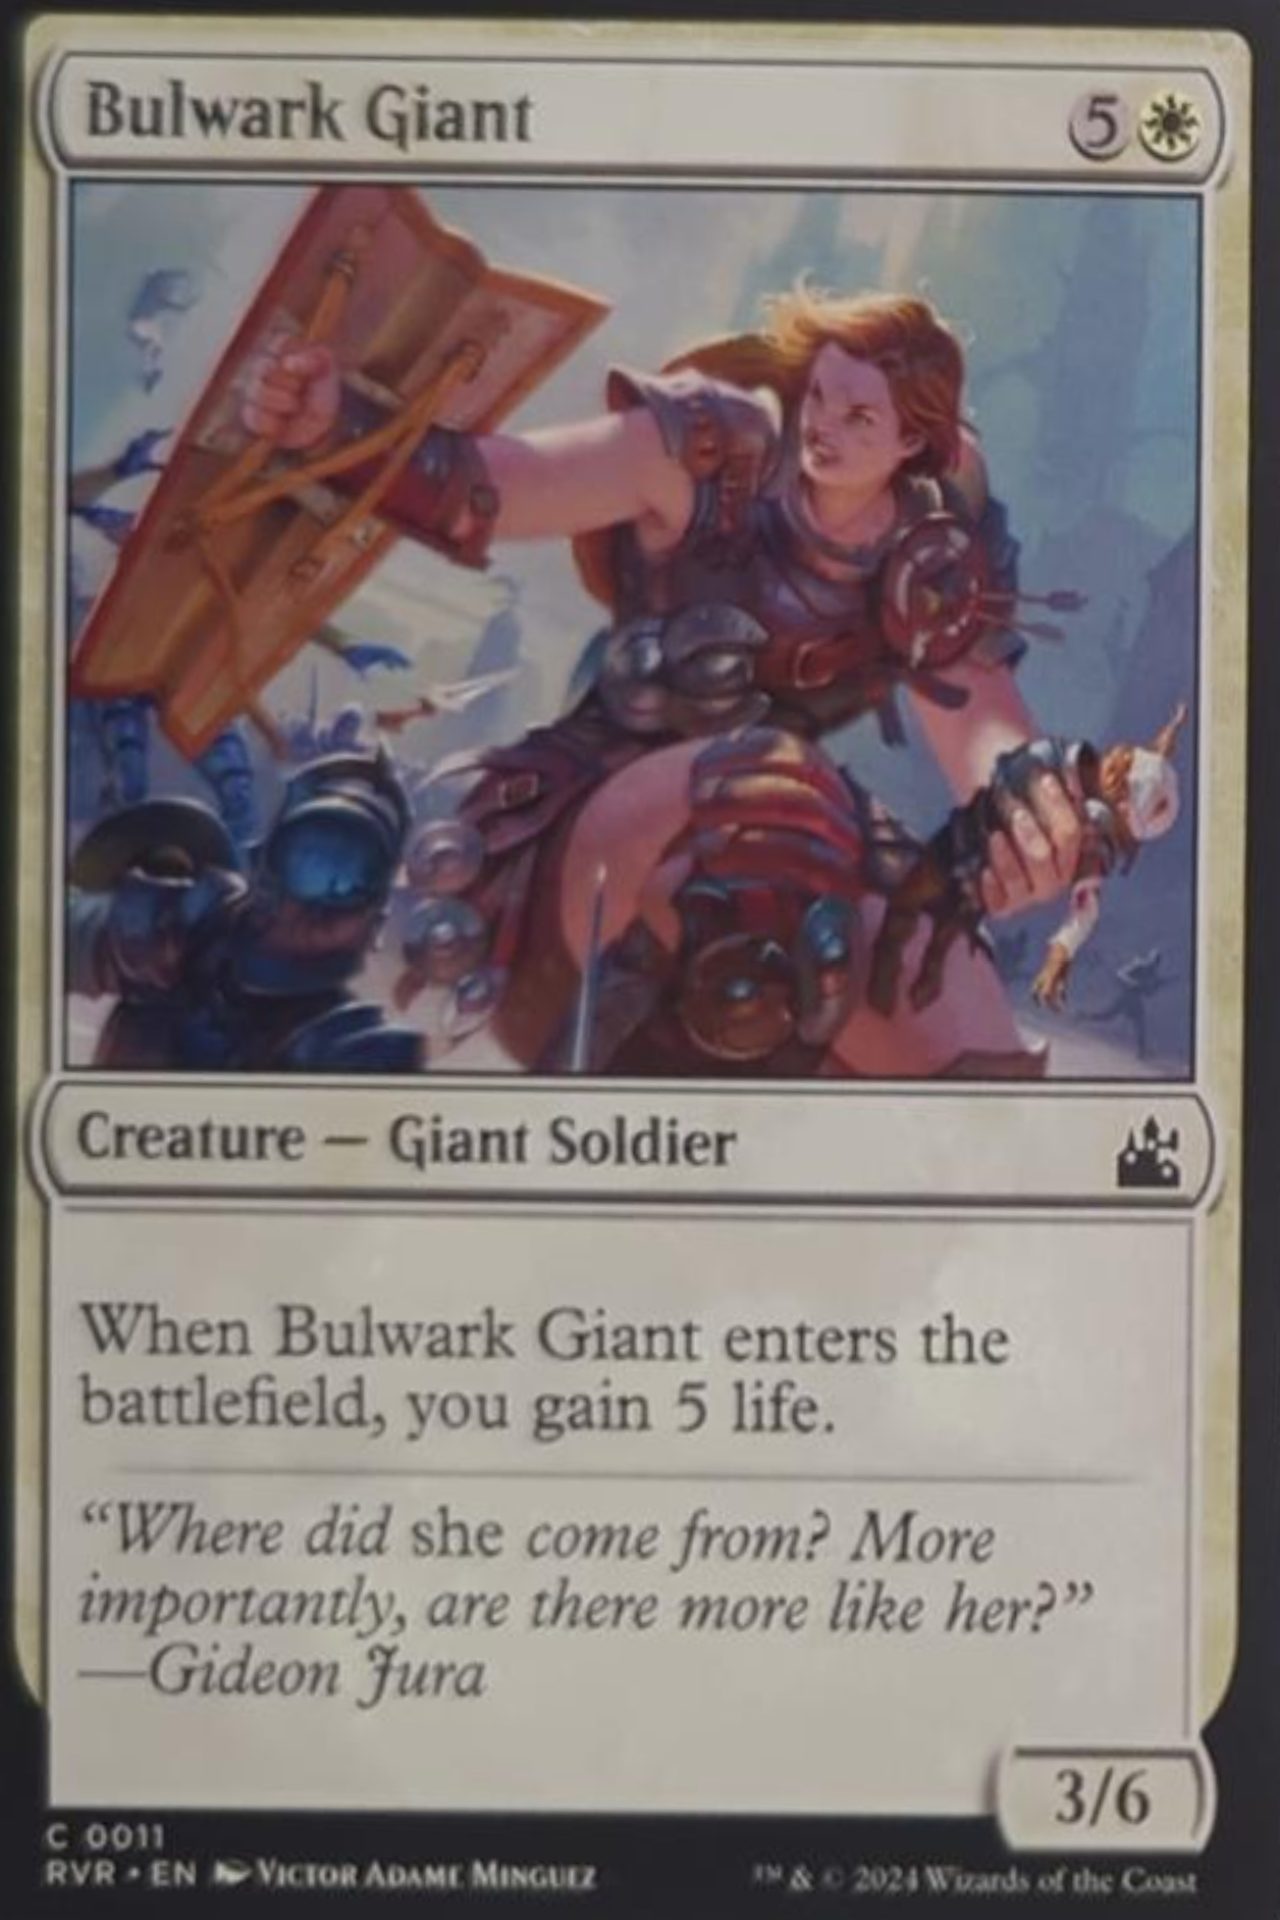 Bulwark Giant 5
Creature — Giant Soldier
When Bulwark Giant enters the
battlefield, you gain 5 life.
“Where did she come from? More
importantly, are there more like her?”
—Gideon Jura
3/6
C 0011
RVR • EN Victor Adame Minguez
™ & © 2024 Wizards of the Coast